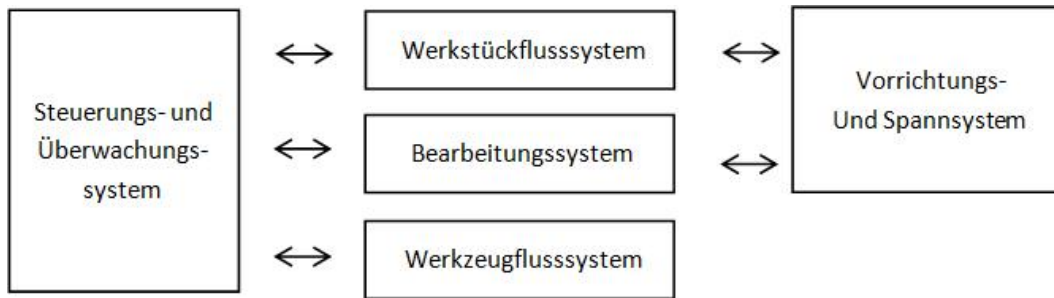 Steuerungs- und
Überwachungs-
system
Werkstückflusssystem
Bearbeitungssystem
Werkzeugflusssystem
Vorrichtungs-
Und Spannsystem